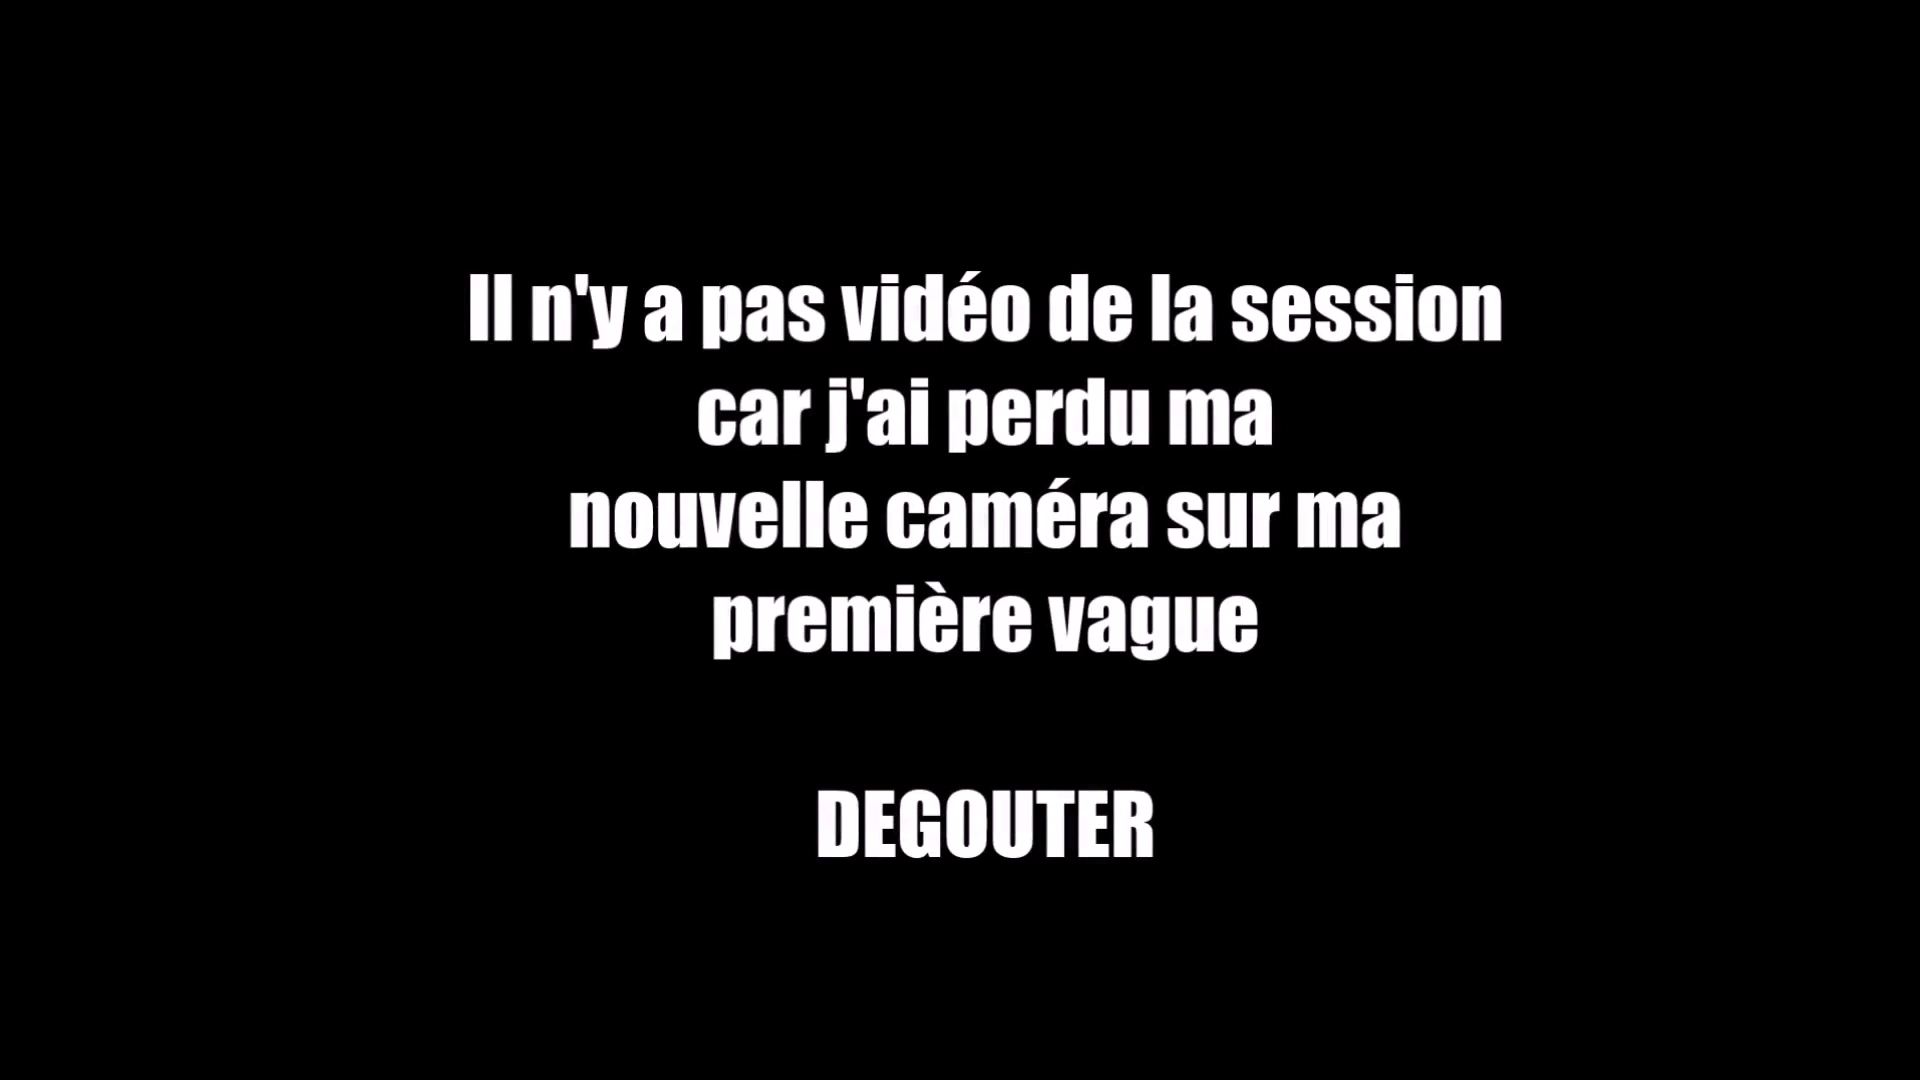 Il n'y a pas vidéo de la session
car j'ai perdu ma
nouvelle caméra sur ma
première vague
DEGOUTER